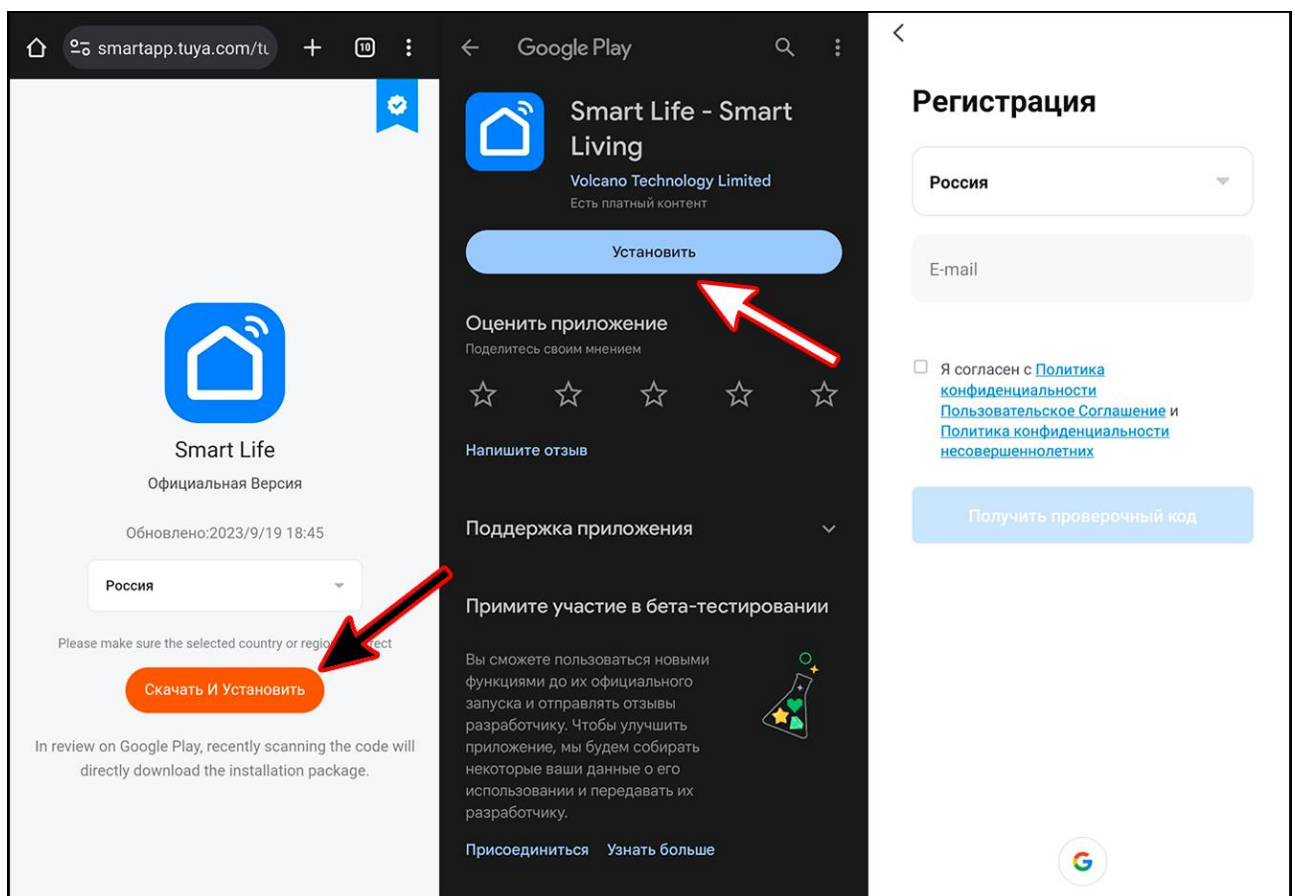 smartapp.tuya.com/tu
10
Smart Life
Официальная Версия
Обновлено:2023/9/19 18:45
Россия
Please make sure the selected country or region
Скачать И Установить
In review on Google Play, recently scanning the code will
directly download the installation package.
Google Play
Smart Life - Smart
Living
Volcano Technology Limited
Есть платный контент
Установить
Оценить приложение
Поделитесь своим мнением
Напишите отзыв
Поддержка приложения
Примите участие в бета-тестировании
Вы сможете пользоваться новыми
функциями до их официального
запуска и отправлять отзывы
разработчику. Чтобы улучшить
приложение, мы будем собирать
некоторые ваши данные о его
использовании и передавать их
разработчику.
Присоединиться Узнать больше
Регистрация
Россия
E-mail
Я согласен с Политика
конфиденциальности
Пользовательское Соглашение и
Политика конфиденциальности
несовершеннолетних
Получить проверочный код
G